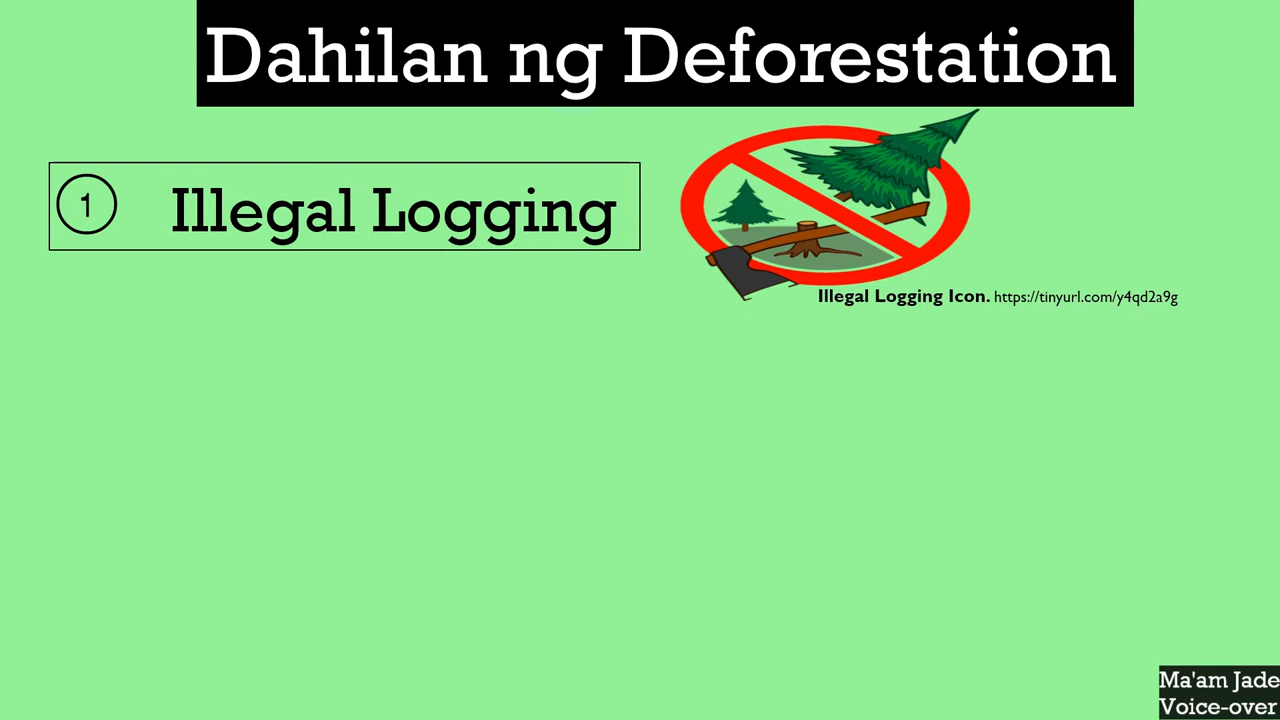 Dahilan ng Deforestation
1 Illegal Logging
Illegal Logging Icon. https://tinyurl.com/y4qd2a9g
Ma'am Jade
Voice-over